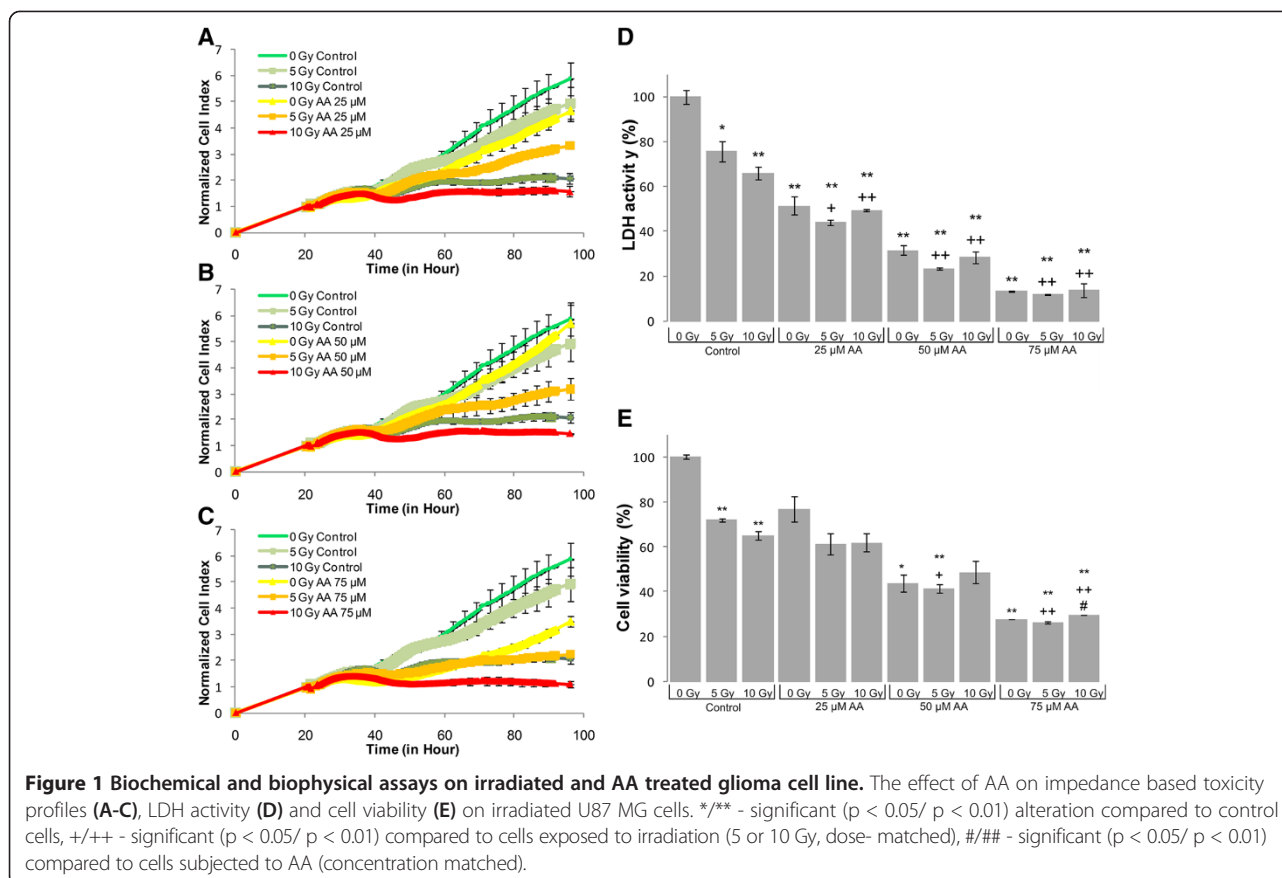 A
Normalized Cell Index
7
6
5
4
3
2
1
0
0 Gy Control
5 Gy Control
10 Gy Control
0 Gy AA 25 µM
5 Gy AA 25 µM
10 Gy AA 25 µM
0 20 40 60 80 100
Time (in Hour)
B
Normalized Cell Index
7
6
5
4
3
2
1
0
0 Gy Control
5 Gy Control
10 Gy Control
0 Gy AA 50 µM
5 Gy AA 50 µM
10 Gy AA 50 µM
0 20 40 60 80 100
Time (in Hour)
C
Normalized Cell Index
7
6
5
4
3
2
1
0
0 Gy Control
5 Gy Control
10 Gy Control
0 Gy AA 75 µM
5 Gy AA 75 µM
10 Gy AA 75 µM
0 20 40 60 80 100
Time (in Hour)
D
LDH activit y (%)
100
80
60
40
20
0
*
**
**
**
+
**
++
**
**
++
**
++
**
**
++
**
++
0 Gy 5 Gy 10 Gy 0 Gy 5 Gy 10 Gy 0 Gy 5 Gy 10 Gy 0 Gy 5 Gy 10 Gy
Control 25 µM AA 50 µM AA 75 µM AA
E
Cell viability (%)
100
80
60
40
20
0
**
**
*
**
+
**
**
++
**
++
#
0 Gy 5 Gy 10 Gy 0 Gy 5 Gy 10 Gy 0 Gy 5 Gy 10 Gy 0 Gy 5 Gy 10 Gy
Control 25 µM AA 50 µM AA 75 µM AA
Figure 1 Biochemical and biophysical assays on irradiated and AA treated glioma cell line. The effect of AA on impedance based toxicity
profiles (A-C), LDH activity (D) and cell viability (E) on irradiated U87 MG cells. */** - significant (p < 0.05/ p < 0.01) alteration compared to control
cells, +/++ - significant (p < 0.05/ p < 0.01) compared to cells exposed to irradiation (5 or 10 Gy, dose- matched), #/## - significant (p < 0.05/ p < 0.01)
compared to cells subjected to AA (concentration matched).